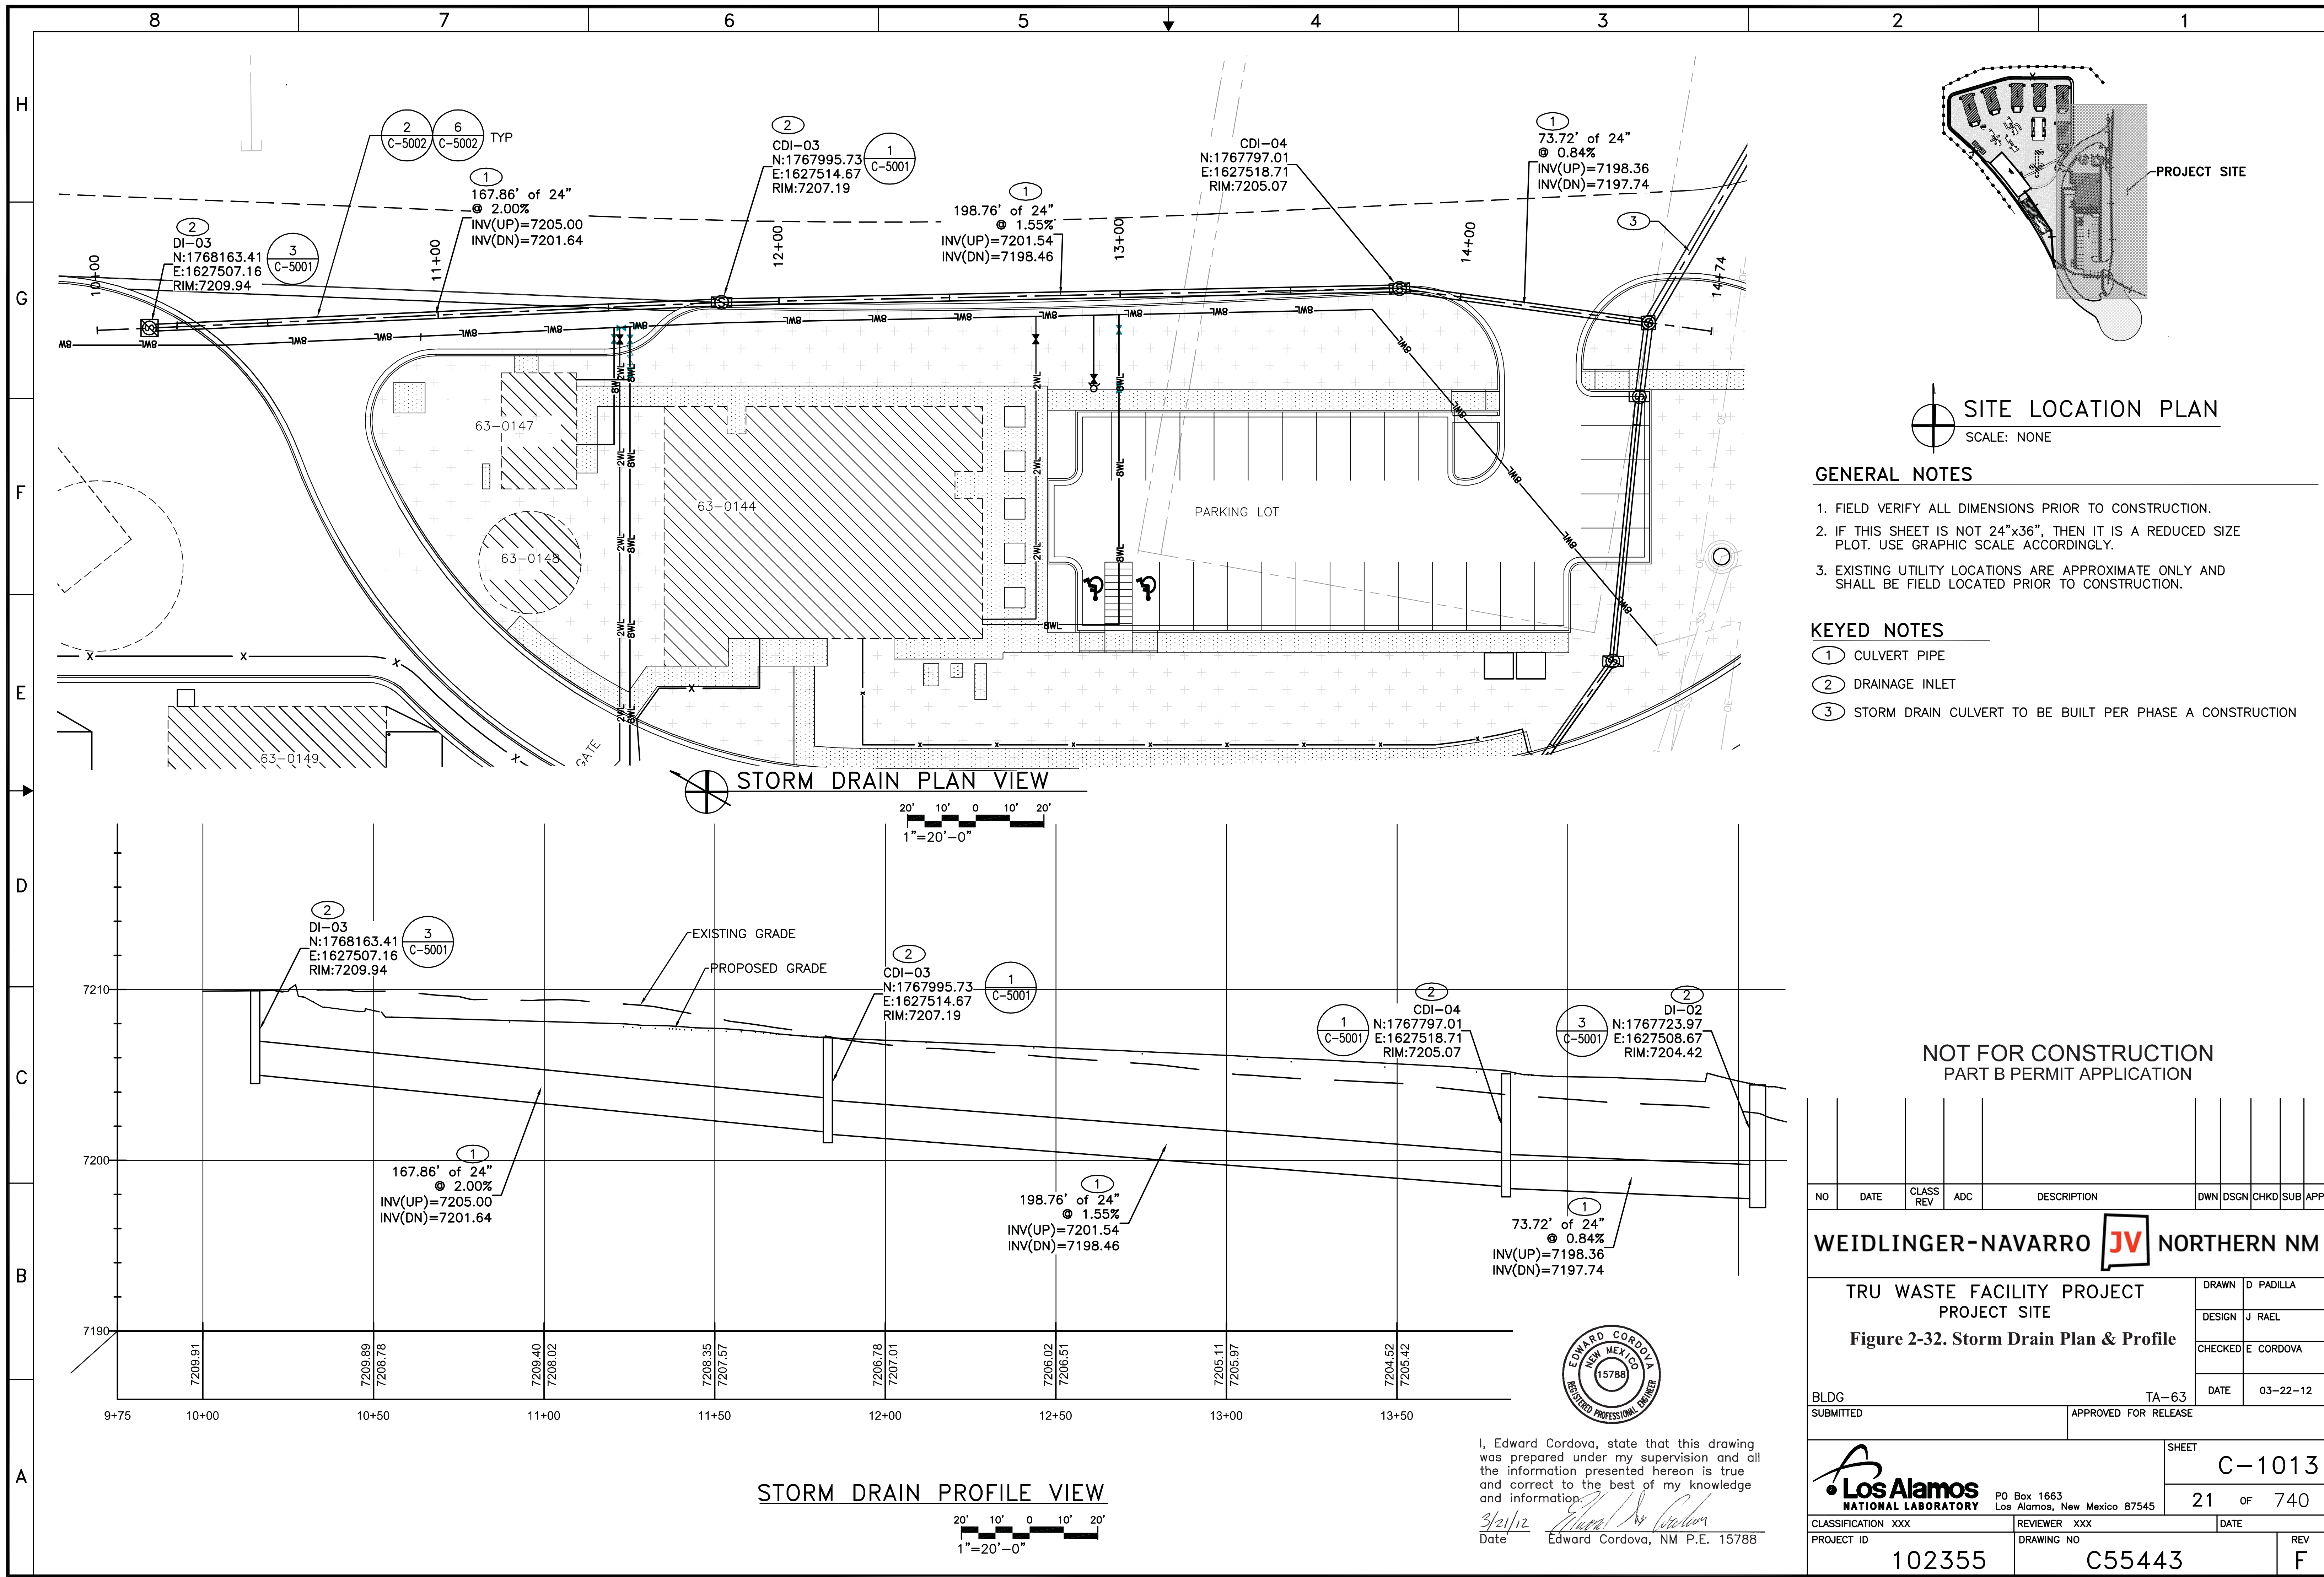 8 7 6 5 4 3 2 1
H
G
F
E
D
C
B
A
2 6 TYP
C-5002 C-5002
1
167.86' of 24"
@ 2.00%
INV(UP)=7205.00
INV(DN)=7201.64
2
DI-03
N:1768163.41
E:1627507.16
RIM:7209.94
3
C-5001
2
CDI-03
N:1767995.73
E:1627514.67
RIM:7207.19
1
C-5001
1
198.76' of 24"
@ 1.55%
INV(UP)=7201.54
INV(DN)=7198.46
CDI-04
N:1767797.01
E:1627518.71
RIM:7205.07
1
73.72' of 24"
@ 0.84%
INV(UP)=7198.36
INV(DN)=7197.74
3
10+00
11+00
12+00
13+00
14+00
14+74
8WL 8WL 8WL 8WL 8WL 8WL 8WL 8WL 8WL 8WL 8WL 8WL 8WL 8WL
2WL 8WL
63-0147
63-0144
63-0148
63-0149
PARKING LOT
GATE
OE
SS
STORM DRAIN PLAN VIEW
20' 10' 0 10' 20'
1"=20'-0"
PROJECT SITE
SITE LOCATION PLAN
SCALE: NONE
GENERAL NOTES
1. FIELD VERIFY ALL DIMENSIONS PRIOR TO CONSTRUCTION.
2. IF THIS SHEET IS NOT 24"x36", THEN IT IS A REDUCED SIZE
PLOT. USE GRAPHIC SCALE ACCORDINGLY.
3. EXISTING UTILITY LOCATIONS ARE APPROXIMATE ONLY AND
SHALL BE FIELD LOCATED PRIOR TO CONSTRUCTION.
KEYED NOTES
1 CULVERT PIPE
2 DRAINAGE INLET
3 STORM DRAIN CULVERT TO BE BUILT PER PHASE A CONSTRUCTION
2
DI-03
N:1768163.41
E:1627507.16
RIM:7209.94
3
C-5001
EXISTING GRADE
PROPOSED GRADE
2
CDI-03
N:1767995.73
E:1627514.67
RIM:7207.19
1
C-5001
2
CDI-04
N:1767797.01
E:1627518.71
RIM:7205.07
1
C-5001
2
DI-02
N:1767723.97
E:1627508.67
RIM:7204.42
3
C-5001
7210
7200
7190
1
167.86' of 24"
@ 2.00%
INV(UP)=7205.00
INV(DN)=7201.64
1
198.76' of 24"
@ 1.55%
INV(UP)=7201.54
INV(DN)=7198.46
1
73.72' of 24"
@ 0.84%
INV(UP)=7198.36
INV(DN)=7197.74
7209.91
7209.89
7208.78
7209.40
7208.02
7208.35
7207.57
7206.78
7207.01
7206.02
7206.51
7205.11
7205.97
7204.52
7205.42
9+75 10+00 10+50 11+00 11+50 12+00 12+50 13+00 13+50
STORM DRAIN PROFILE VIEW
20' 10' 0 10' 20'
1"=20'-0"
EDWARD CORDOVA
NEW MEXICO
15788
REGISTERED PROFESSIONAL ENGINEER
I, Edward Cordova, state that this drawing
was prepared under my supervision and all
the information presented hereon is true
and correct to the best of my knowledge
and information.
3/21/12
Date Edward Cordova, NM P.E. 15788
NOT FOR CONSTRUCTION
PART B PERMIT APPLICATION
NO DATE CLASS REV ADC DESCRIPTION DWN DSGN CHKD SUB APP
WEIDLINGER-NAVARRO JV NORTHERN NM
TRU WASTE FACILITY PROJECT
PROJECT SITE
Figure 2-32. Storm Drain Plan & Profile
BLDG TA-63
DRAWN D PADILLA
DESIGN J RAEL
CHECKED E CORDOVA
DATE 03-22-12
SUBMITTED APPROVED FOR RELEASE
Los Alamos
NATIONAL LABORATORY
PO Box 1663
Los Alamos, New Mexico 87545
SHEET
C-1013
21 OF 740
CLASSIFICATION XXX REVIEWER XXX DATE
PROJECT ID
102355
DRAWING NO
C55443
REV
F